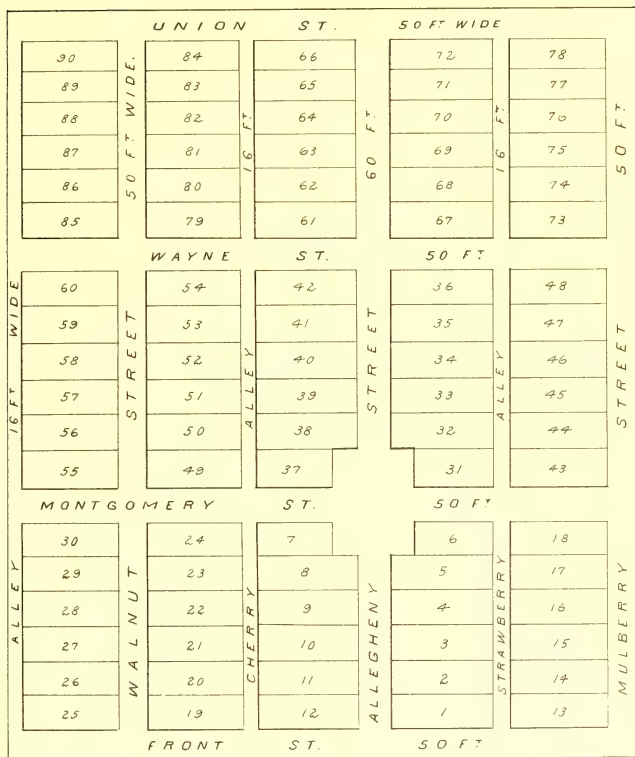 UNION ST. 50 FT WIDE
90 84 66 72 78
89 83 65 71 77
88 82 64 70 76
87 81 63 69 75
86 80 62 68 74
85 79 61 67 73
WAYNE ST. 50 FT
60 54 42 36 48
59 53 41 35 47
58 52 40 34 46
57 51 39 33 45
56 50 38 32 44
55 49 37 31 43
MONTGOMERY ST. 50 FT
30 24 7 6 18
29 23 8 5 17
28 22 9 4 16
27 21 10 3 15
26 20 11 2 14
25 19 12 1 13
FRONT ST. 50 FT
ALLEY 16 FT WIDE
WALNUT STREET 50 FT WIDE.
CHERRY ALLEY 16 FT
ALLEGHENY STREET 60 FT
STRAWBERRY ALLEY 16 FT
MULBERRY STREET 50 FT